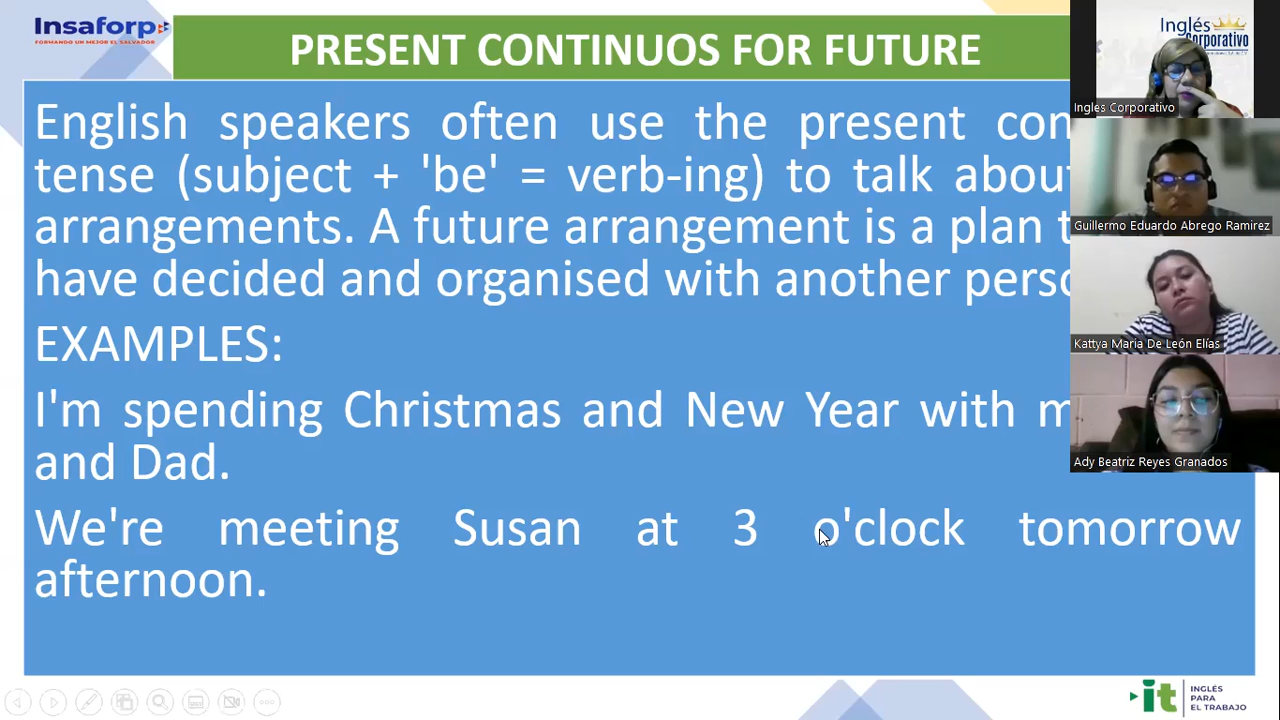 Insaforp
FORMANDO UN MEJOR EL SALVADOR
PRESENT CONTINUOS FOR FUTURE
English speakers often use the present con
tense (subject + 'be' = verb-ing) to talk about
arrangements. A future arrangement is a plan t
have decided and organised with another perso
EXAMPLES:
I'm spending Christmas and New Year with m
and Dad.
We're meeting Susan at 3 o'clock tomorrow
afternoon.
Inglés
Corporativo
Ingles Corporativo
Guillermo Eduardo Abrego Ramirez
Kattya Maria De León Elías
Ady Beatriz Reyes Granados
it
INGLÉS
PARA
EL TRABAJO